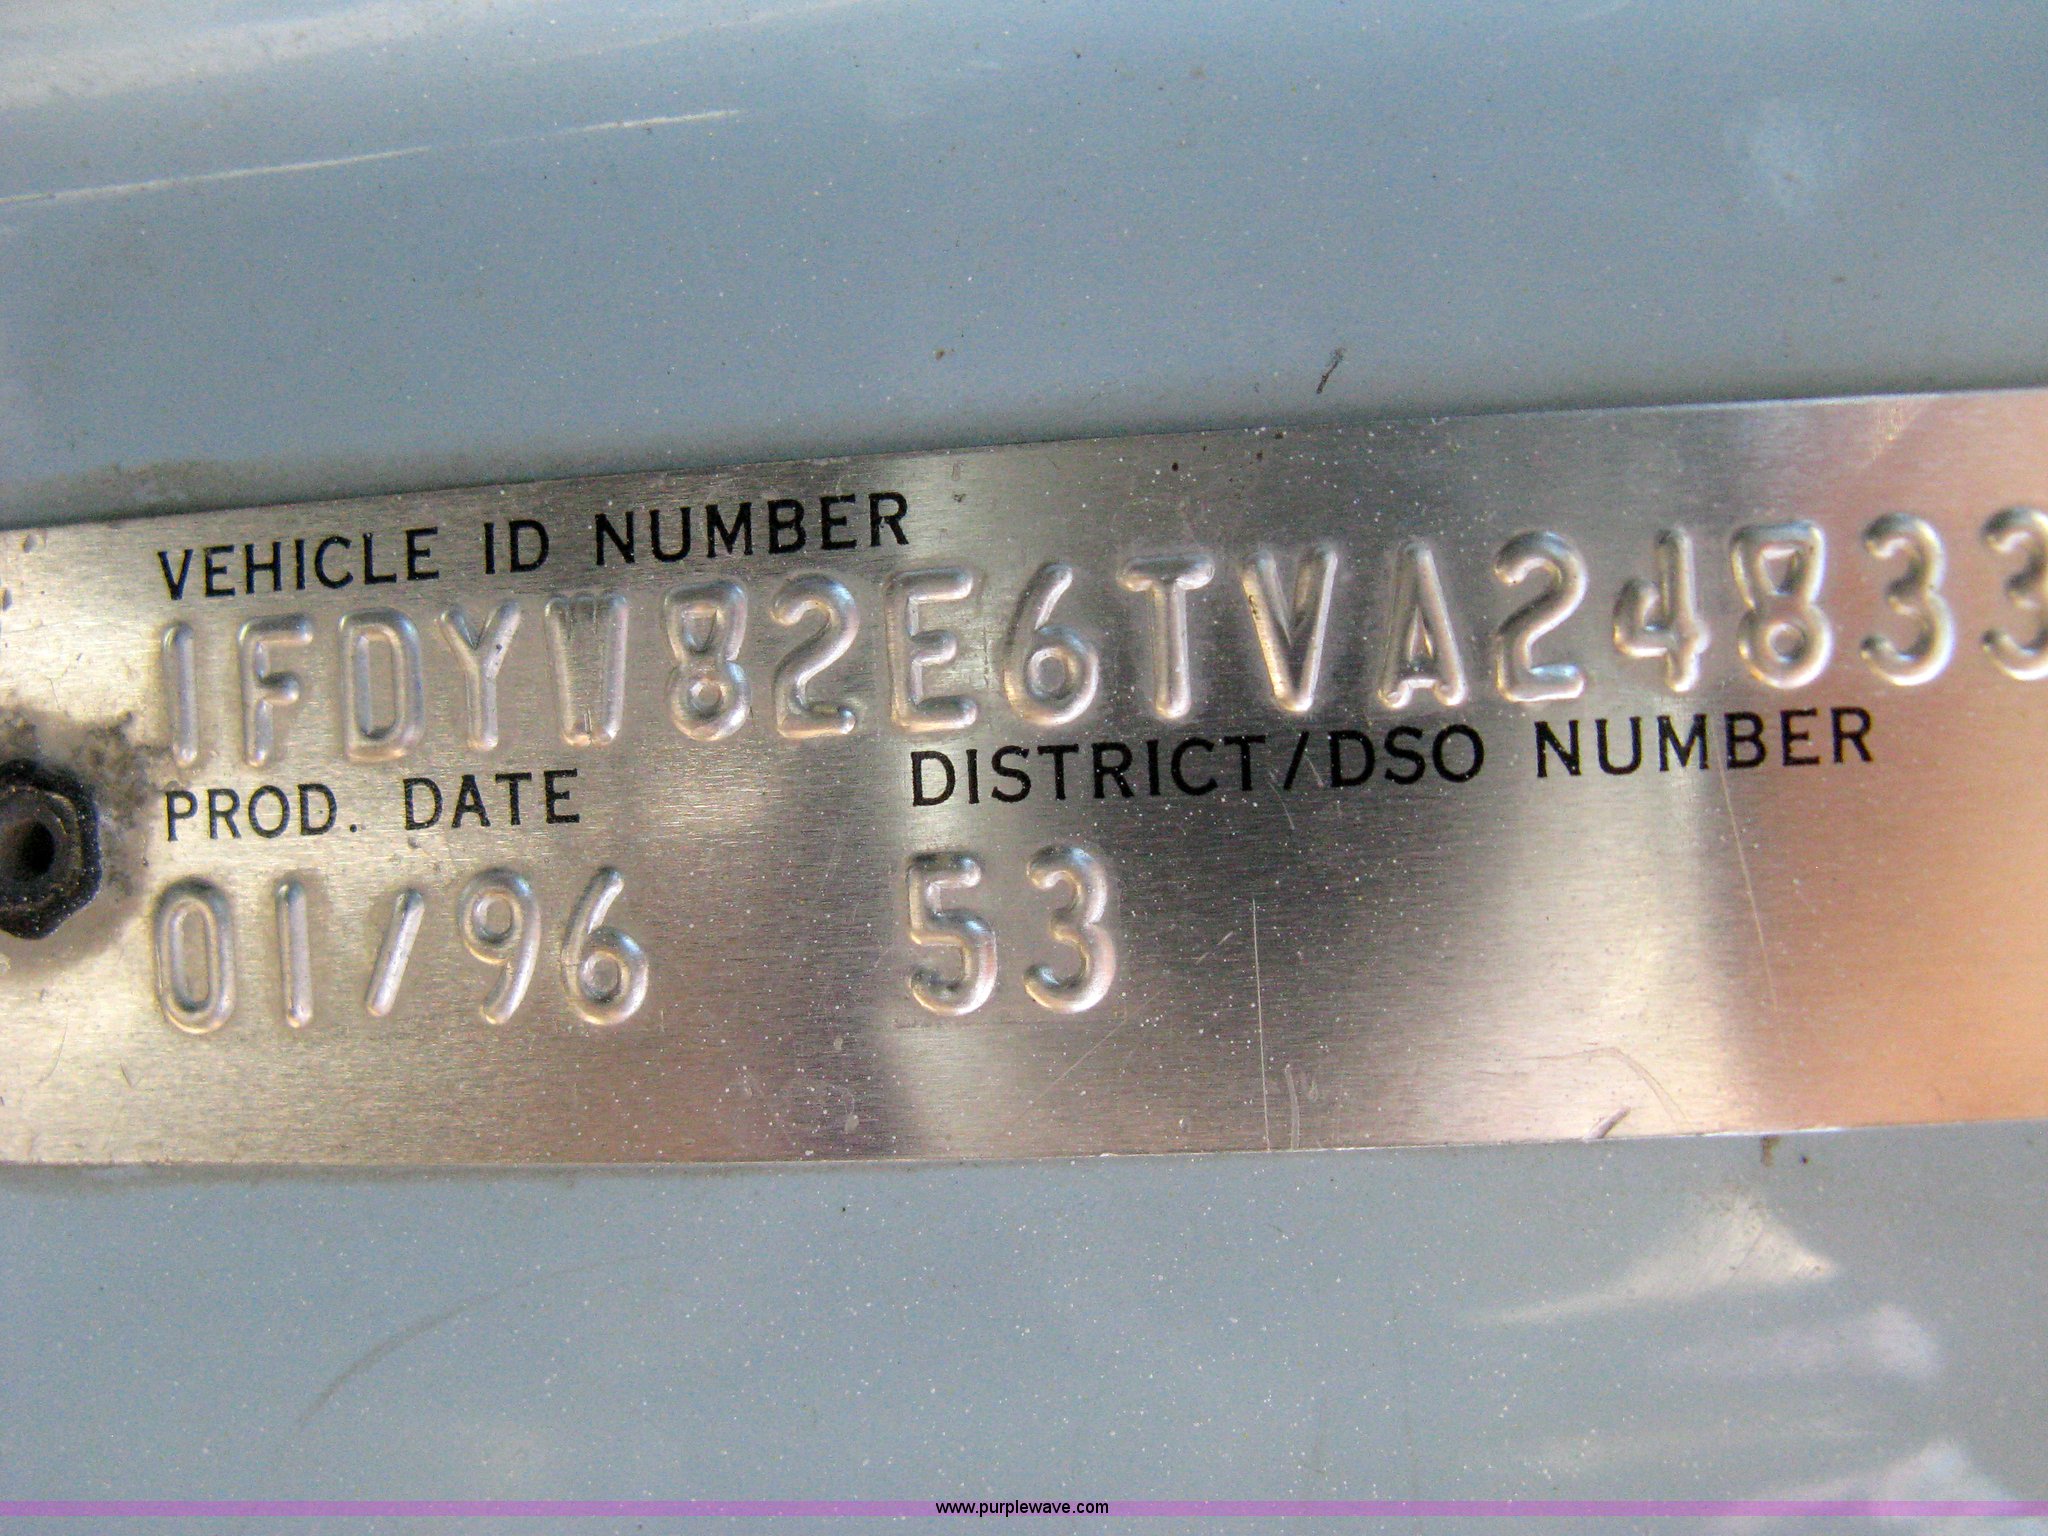 VEHICLE ID NUMBER
1FDYW82E6TVA24833
PROD. DATE
DISTRICT/DSO NUMBER
01/96
53
www.purplewave.com